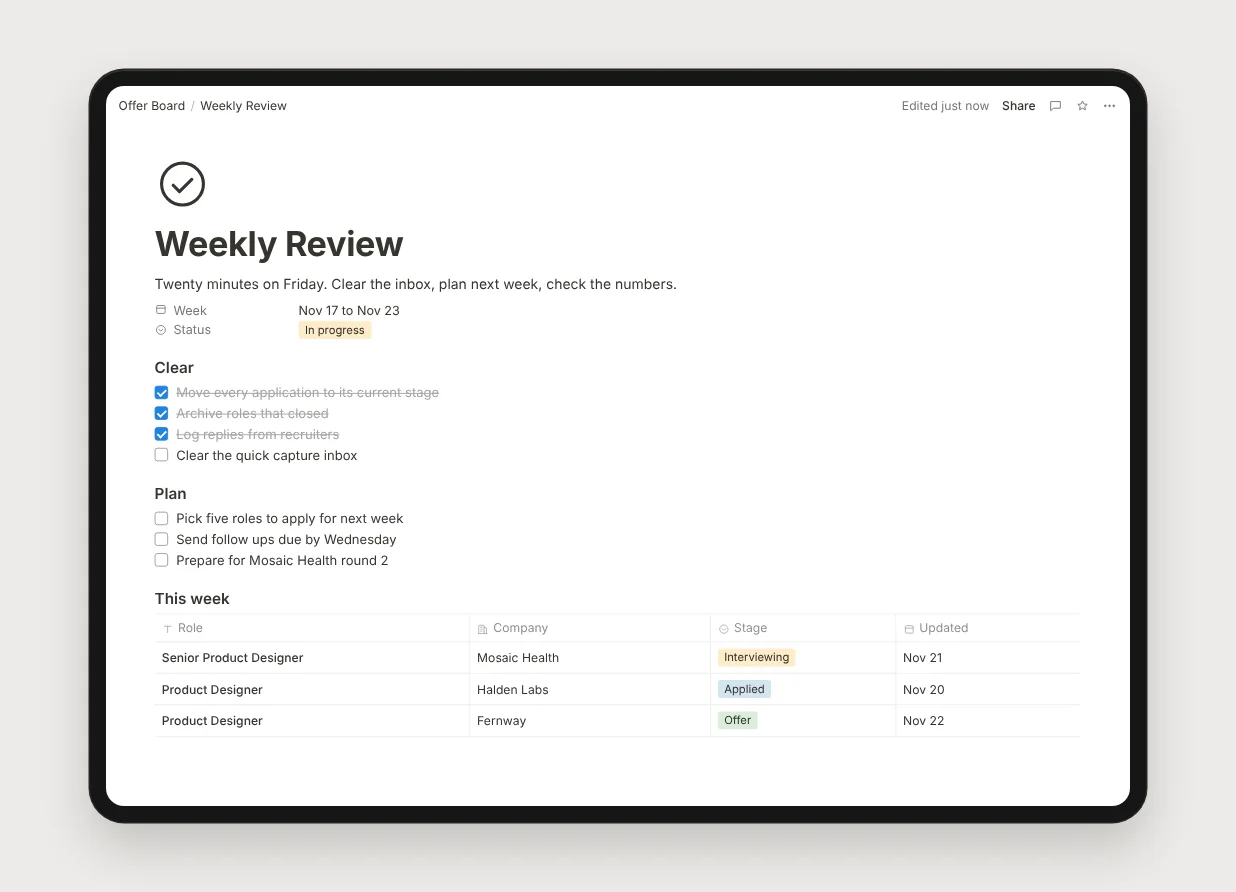 Offer Board / Weekly Review
Edited just now Share
Weekly Review
Twenty minutes on Friday. Clear the inbox, plan next week, check the numbers.
Week Nov 17 to Nov 23
Status In progress
Clear
Move every application to its current stage
Archive roles that closed
Log replies from recruiters
Clear the quick capture inbox
Plan
Pick five roles to apply for next week
Send follow ups due by Wednesday
Prepare for Mosaic Health round 2
This week
Role Company Stage Updated
Senior Product Designer Mosaic Health Interviewing Nov 21
Product Designer Halden Labs Applied Nov 20
Product Designer Fernway Offer Nov 22